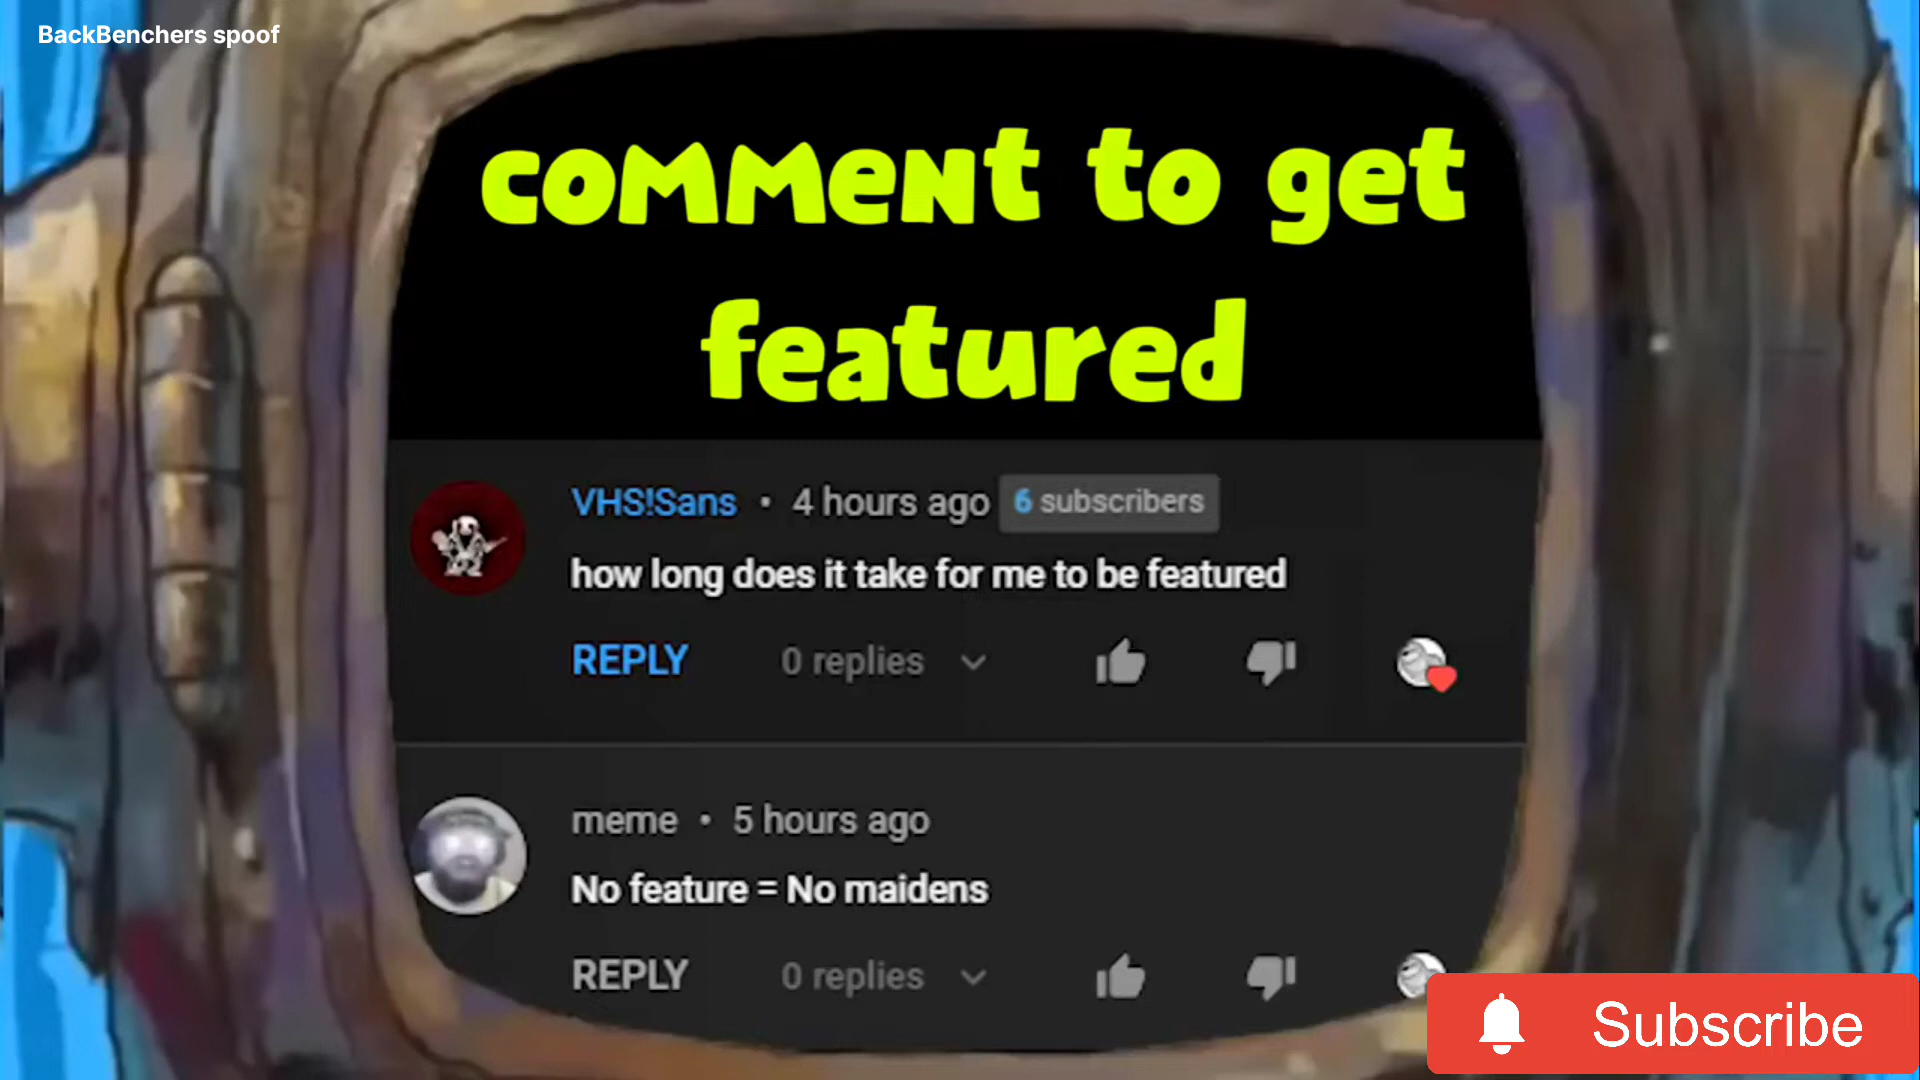 BackBenchers spoof
comment to get
featured
VHS!Sans • 4 hours ago 6 subscribers
how long does it take for me to be featured
REPLY 0 replies
meme • 5 hours ago
No feature = No maidens
REPLY 0 replies
Subscribe